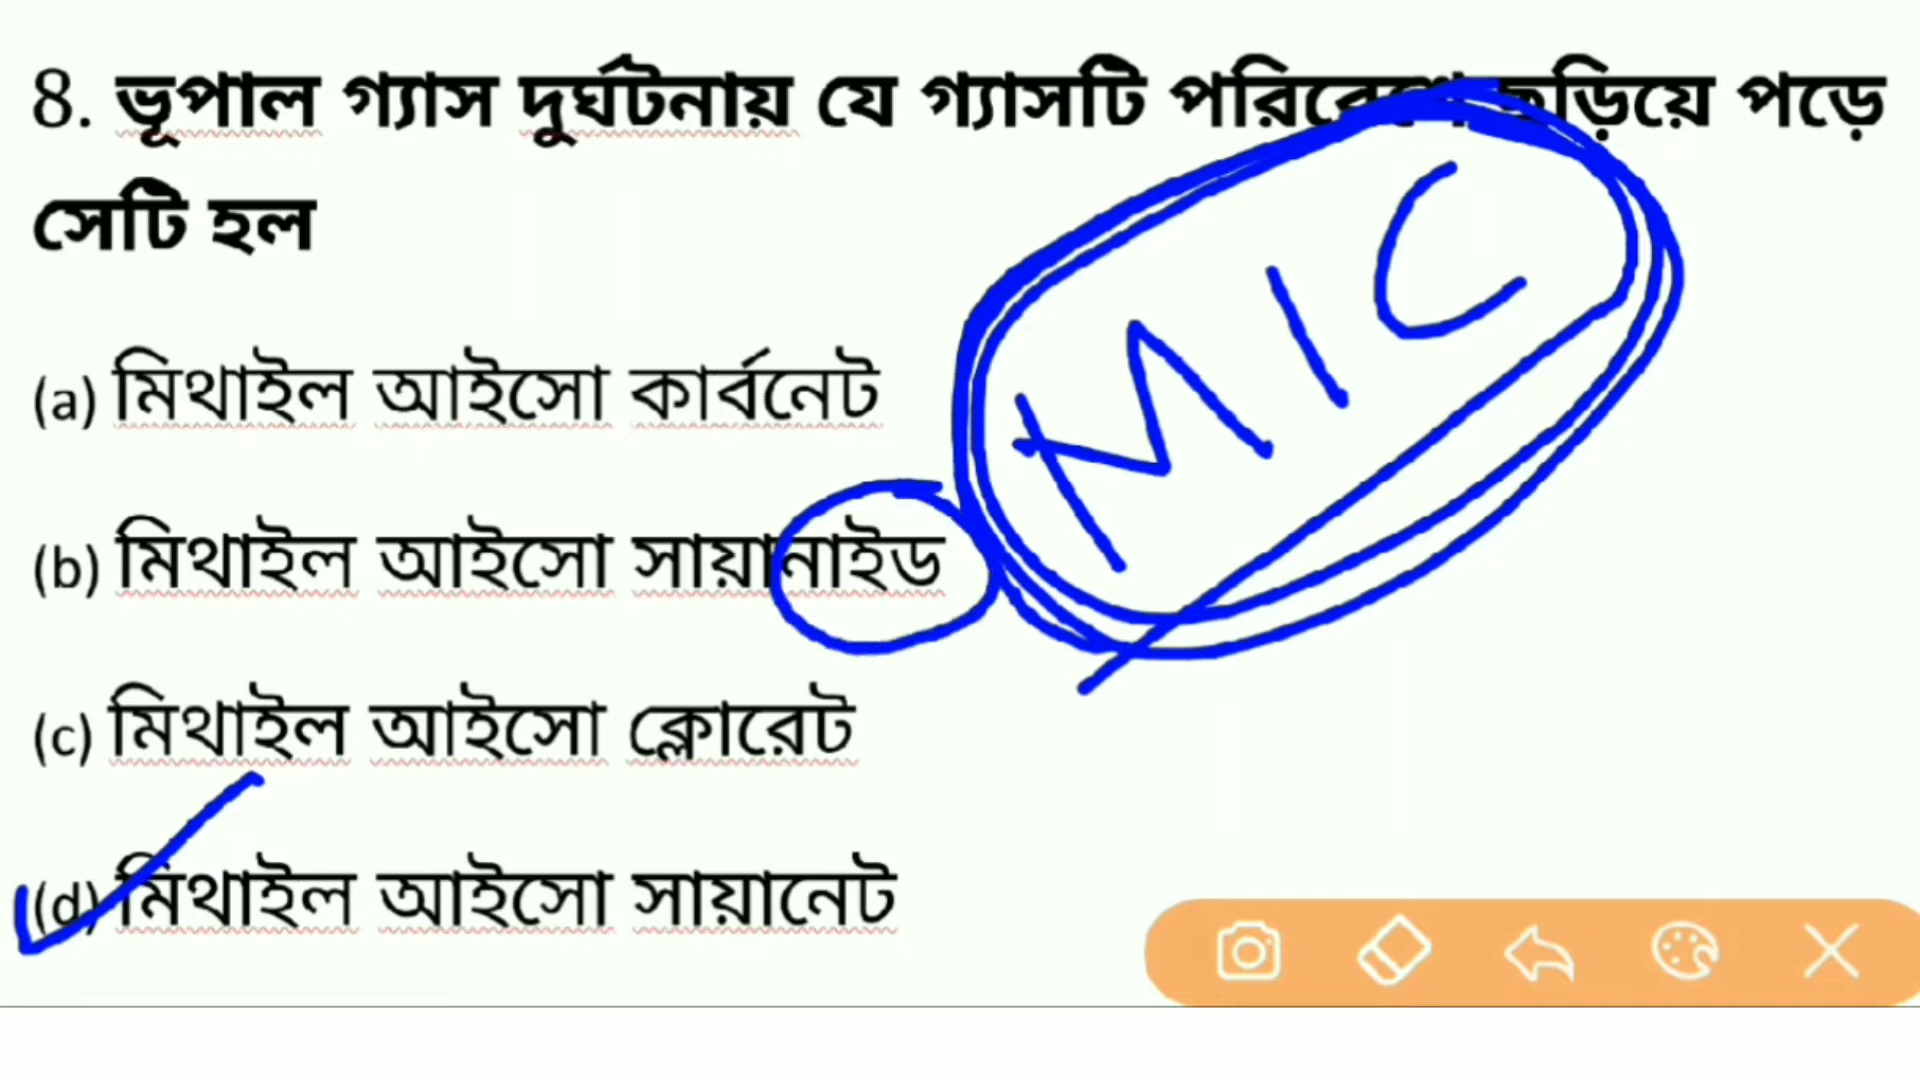 8. ভূপাল গ্যাস দুর্ঘটনায় যে গ্যাসটি পরিবেশে ছড়িয়ে পড়ে
সেটি হল
MIC
(a) মিথাইল আইসো কার্বনেট
(b) মিথাইল আইসো সায়ানাইড
(c) মিথাইল আইসো ক্লোরেট
(d) মিথাইল আইসো সায়ানেট